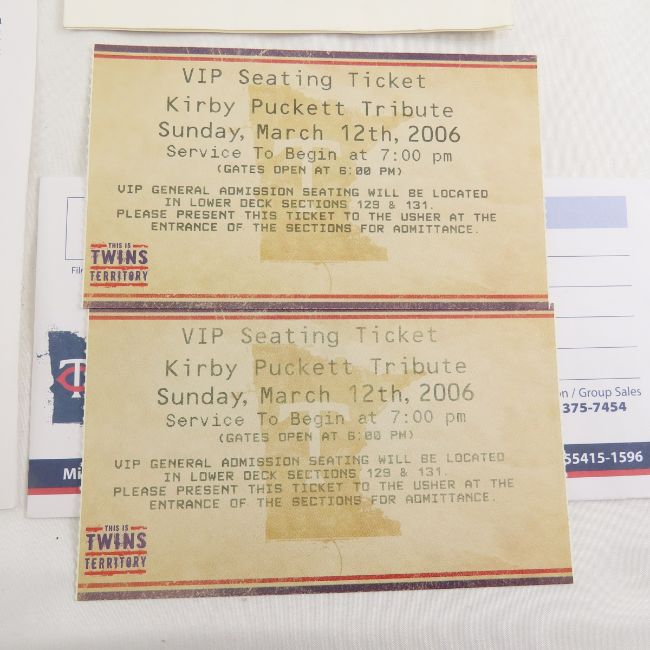 VIP Seating Ticket
Kirby Puckett Tribute
Sunday, March 12th, 2006
Service To Begin at 7:00 pm
(GATES OPEN AT 6:00 PM)
VIP GENERAL ADMISSION SEATING WILL BE LOCATED
IN LOWER DECK SECTIONS 129 & 131.
PLEASE PRESENT THIS TICKET TO THE USHER AT THE
ENTRANCE OF THE SECTIONS FOR ADMITTANCE.
THIS IS
TWINS
TERRITORY
VIP Seating Ticket
Kirby Puckett Tribute
Sunday, March 12th, 2006
Service To Begin at 7:00 pm
(GATES OPEN AT 6:00 PM)
VIP GENERAL ADMISSION SEATING WILL BE LOCATED
IN LOWER DECK SECTIONS 129 & 131.
PLEASE PRESENT THIS TICKET TO THE USHER AT THE
ENTRANCE OF THE SECTIONS FOR ADMITTANCE.
THIS IS
TWINS
TERRITORY
/ Group Sales
375-7454
55415-1596